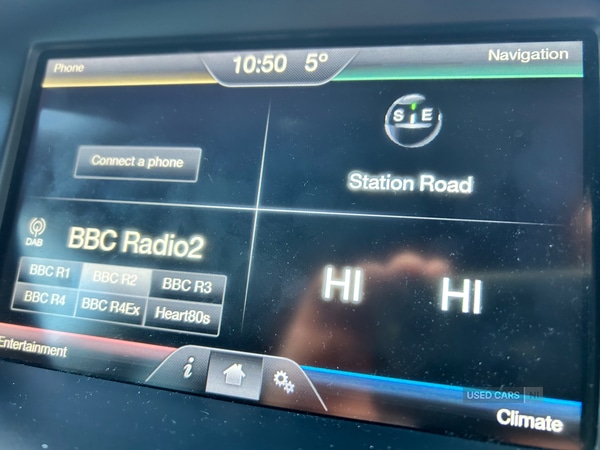 Phone
10:50 5°
Navigation
S E
Connect a phone
Station Road
DAB
BBC Radio2
BBC R1 BBC R2 BBC R3
BBC R4 BBC R4Ex Heart80s
HI HI
Entertainment
i
USED CARS NI
Climate